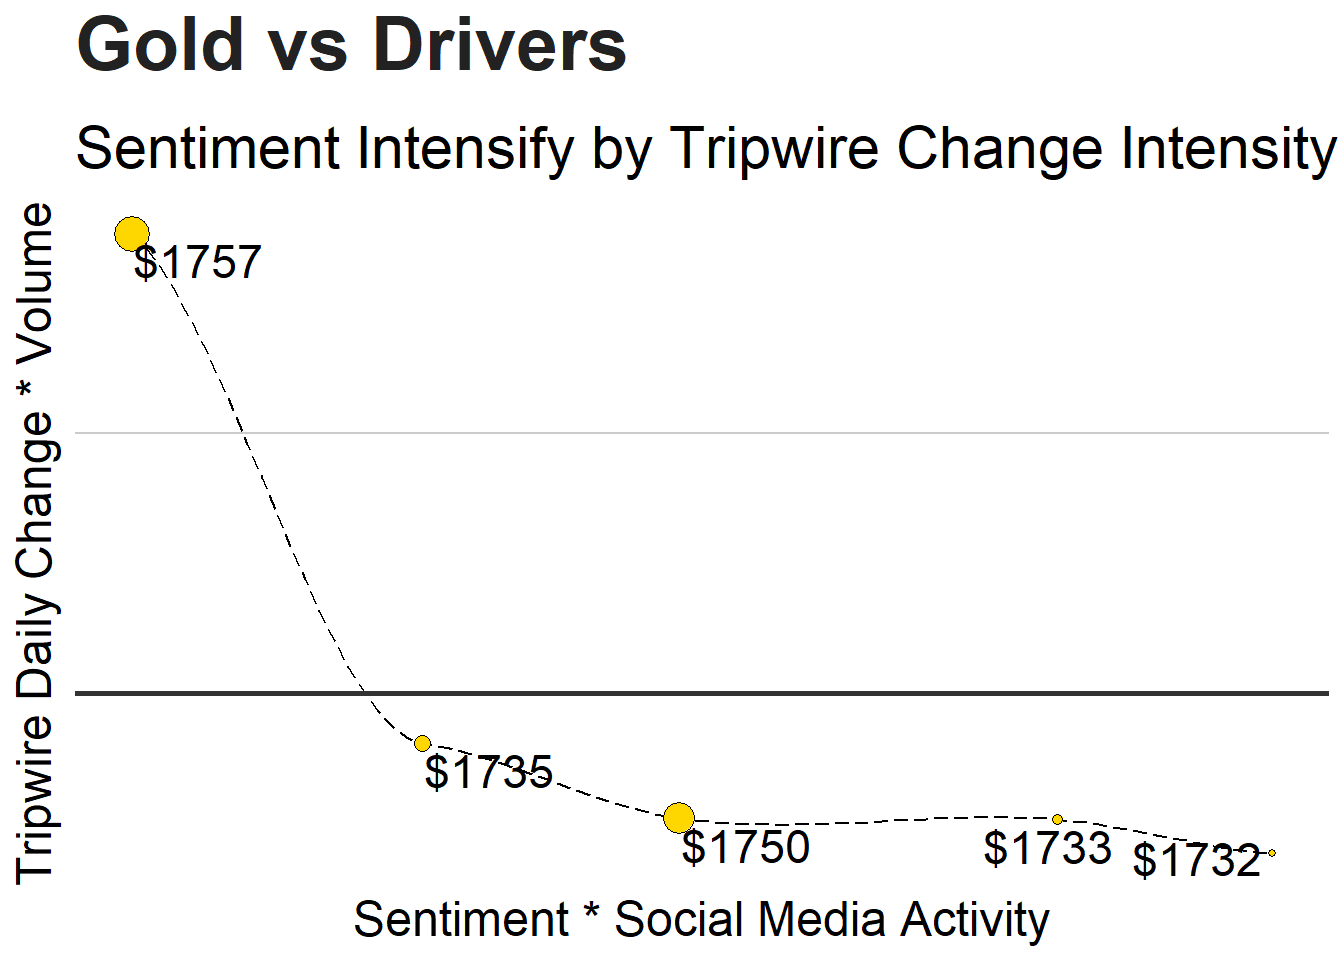 Gold vs Drivers
Sentiment Intensify by Tripwire Change Intensity
Tripwire Daily Change * Volume
$1757
$1735
$1750
$1733
$1732
Sentiment * Social Media Activity